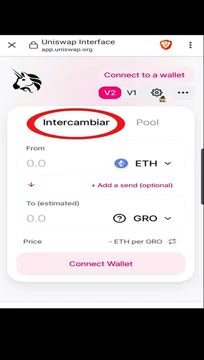 Uniswap Interface
app.uniswap.org
Connect to a wallet
V2 V1
Intercambiar Pool
From
0.0 ETH
+ Add a send (optional)
To (estimated)
0.0 GRO
Price - ETH per GRO
Connect Wallet